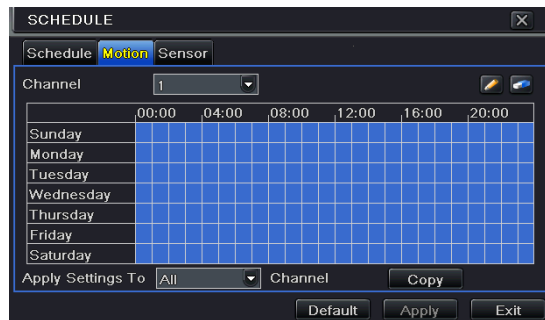 SCHEDULE
Schedule Motion Sensor
Channel 1
00:00 04:00 08:00 12:00 16:00 20:00
Sunday
Monday
Tuesday
Wednesday
Thursday
Friday
Saturday
Apply Settings To All Channel Copy
Default Apply Exit